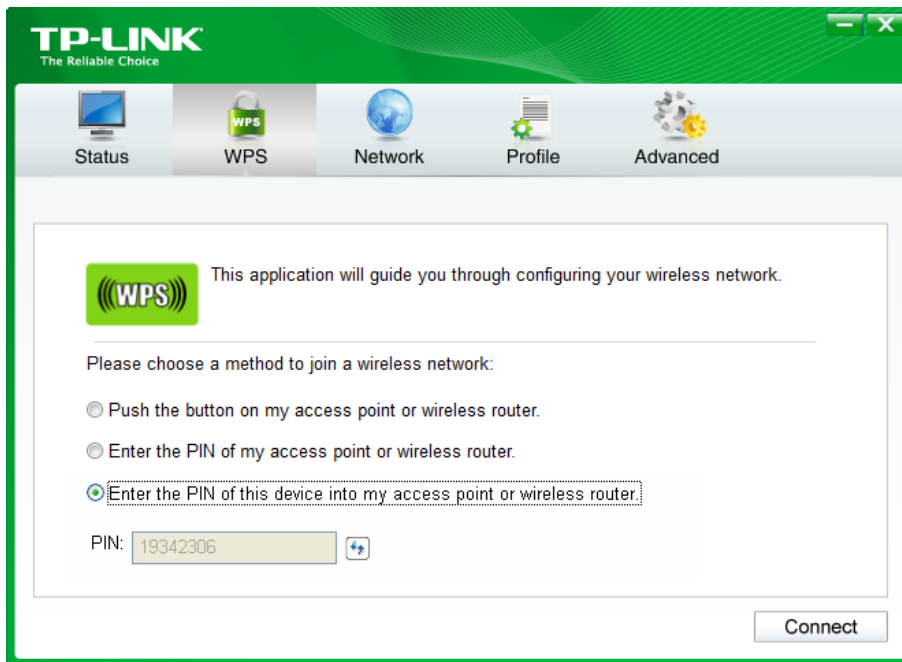 TP-LINK
The Reliable Choice
Status WPS Network Profile Advanced
WPS
This application will guide you through configuring your wireless network.
(((WPS)))
Please choose a method to join a wireless network:
Push the button on my access point or wireless router.
Enter the PIN of my access point or wireless router.
Enter the PIN of this device into my access point or wireless router.
PIN: 19342306
Connect